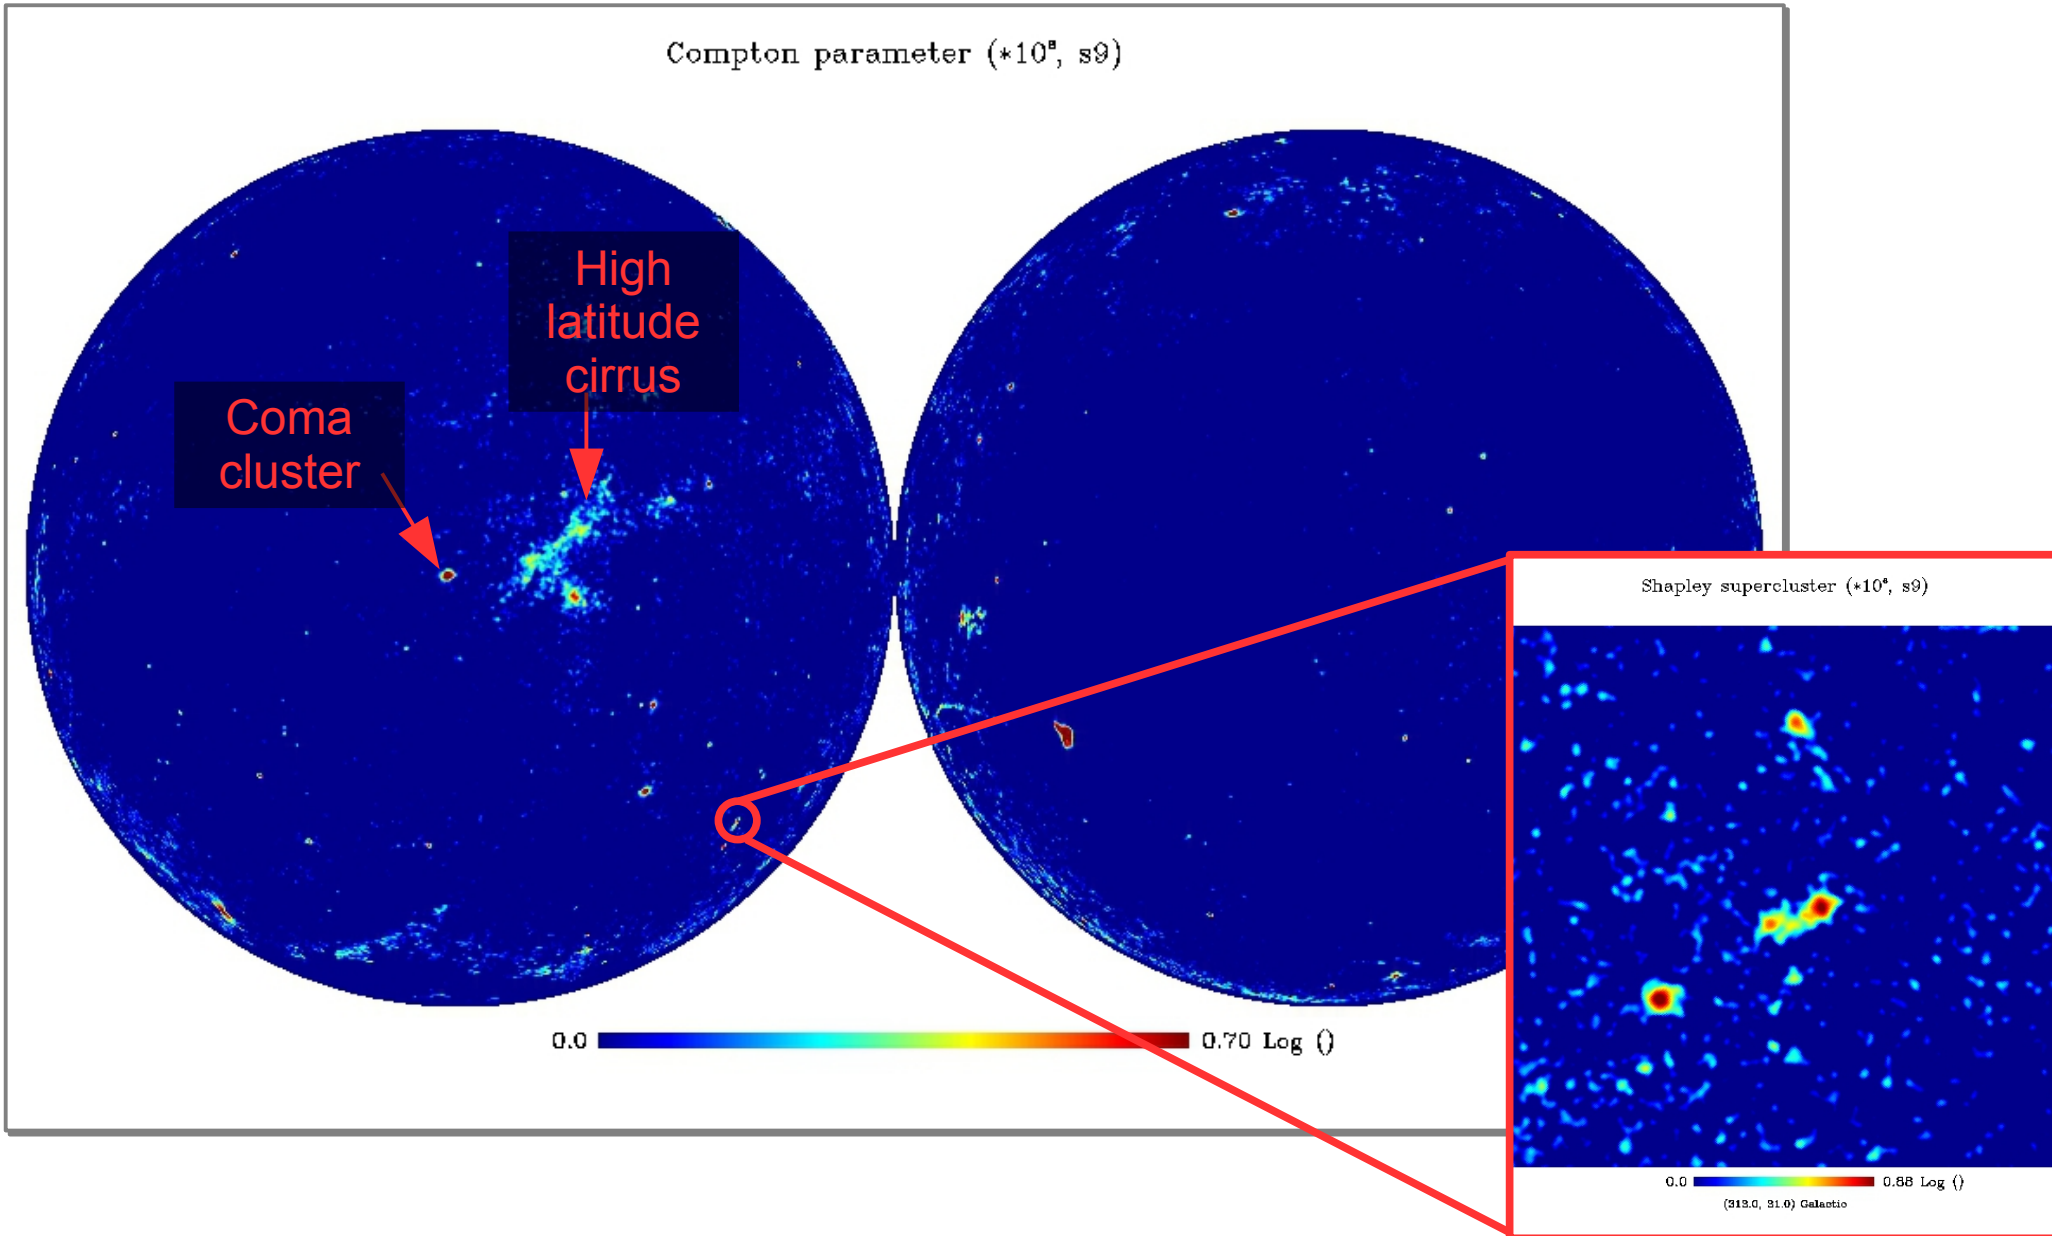 Compton parameter (*10⁶, s9)
High
latitude
cirrus
Coma
cluster
Shapley supercluster (*10⁶, s9)
0.0
0.70 Log ()
0.0
0.88 Log ()
(313.0, 31.0) Galactic